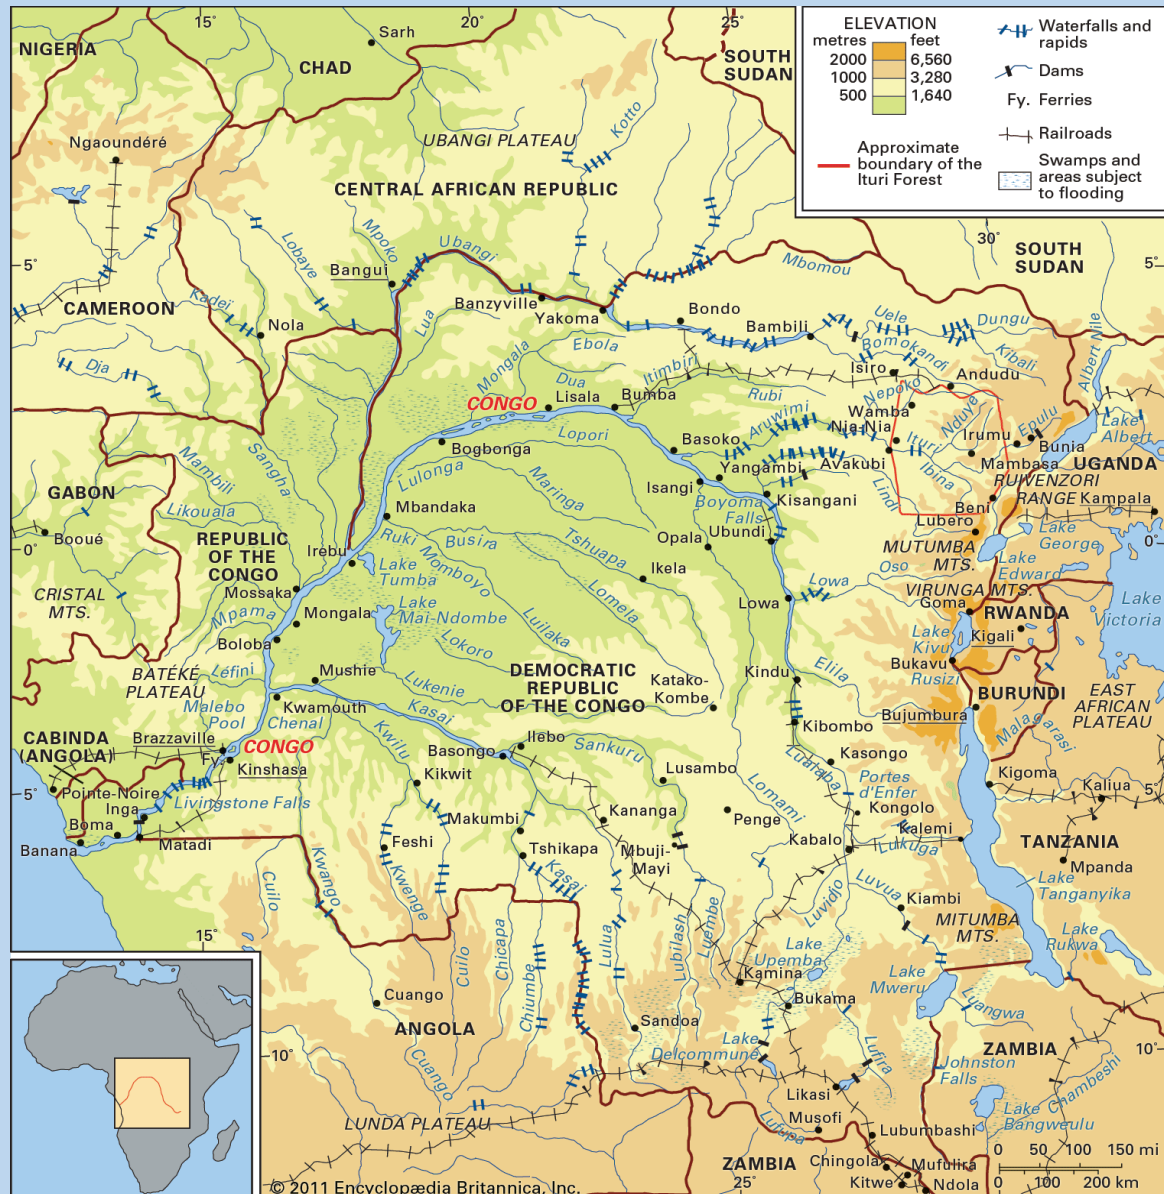 15°
20°
25°
NIGERIA
Sarh
CHAD
SOUTH
SUDAN
ELEVATION
metres
feet
2000
6,560
1000
3,280
500
1,640
Approximate
boundary of the
Ituri Forest
Waterfalls and
rapids
Dams
Fy. Ferries
Railroads
Swamps and
areas subject
to flooding
Ngaoundéré
UBANGI PLATEAU
Kotto
CENTRAL AFRICAN REPUBLIC
30°
5°
Lobaye
Mpoko
Ubangi
Bangui
Mbomou
SOUTH
SUDAN
5°
CAMEROON
Kadeï
Nola
Lua
Banzyville
Yakoma
Bondo
Bambili
Uele
Dungu
Bomokandi
Kibali
Albert Nile
Dja
Mongala
Ebola
Dua
Itimbiri
Isiro
Andudu
CONGO
Lisala
Bumba
Rubi
Nepoko
Wamba
Nduye
Nia-Nia
Epulu
Lake
Albert
Lopori
Basoko
Aruwimi
Ituri
Irumu
Bunia
Bogbonga
Yangambi
Avakubi
Ibina
Mambasa
UGANDA
Sangha
Mambili
Lulonga
Maringa
Isangi
Boyoma
Falls
Kisangani
Lindi
RUWENZORI
RANGE
Kampala
GABON
Likouala
Mbandaka
Beni
Booué
0°
REPUBLIC
OF THE
CONGO
Irebu
Ruki
Busira
Momboyo
Tshuapa
Opala
Ubundi
Lubero
Lake
George
0°
MUTUMBA
MTS.
Lake
Tumba
Ikela
Oso
Lake
Edward
CRISTAL
MTS.
Mossaka
Lomela
Lowa
Lowa
VIRUNGA MTS.
Goma
RWANDA
Lake
Victoria
Mpama
Mongala
Lake
Mai-Ndombe
Luilaka
Lake
Kivu
Kigali
Boloba
Lokoro
BATÉKÉ
PLATEAU
Léfini
Mushie
Lukenie
DEMOCRATIC
REPUBLIC
OF THE CONGO
Katako-
Kombe
Kindu
Elila
Bukavu
Rusizi
BURUNDI
EAST
AFRICAN
PLATEAU
Malebo
Pool
Kwamouth
Chenal
Kasai
Kibombo
Bujumbura
Malagarasi
CABINDA
(ANGOLA)
Brazzaville
Fy.
CONGO
Kinshasa
Kwilu
Basongo
Ilebo
Sankuru
Kasongo
Pointe-Noire
Kikwit
Lusambo
Lomami
Lualaba
Portes
d'Enfer
Kigoma
Kaliua
5°
5°
Inga
Livingstone Falls
Makumbi
Kananga
Penge
Kongolo
Boma
Banana
Matadi
Feshi
Tshikapa
Mbuji-
Mayi
Kabalo
Kalemi
Lukuga
TANZANIA
Mpanda
Cuilo
Kwango
Kwenge
Kasai
Luvidjo
Luvua
Kiambi
Lake
Tanganyika
15°
Cuilo
Chicapa
Lulua
Lubilash
Luembe
MITUMBA
MTS.
Lake
Rukwa
Chiumbe
Lake
Upemba
Lake
Mweru
Kamina
Cuango
Bukama
Luangwa
ANGOLA
Sandoa
10°
Cuango
Lake
Delcommune
Lufira
ZAMBIA
10°
Johnston
Falls
Likasi
Chambeshi
LUNDA PLATEAU
Lufupa
Musofi
Lake
Bangweulu
Lubumbashi
0 50 100 150 mi
0 100 200 km
ZAMBIA
25°
Chingola
Mufulira
Kitwe
Ndola
© 2011 Encyclopædia Britannica, Inc.